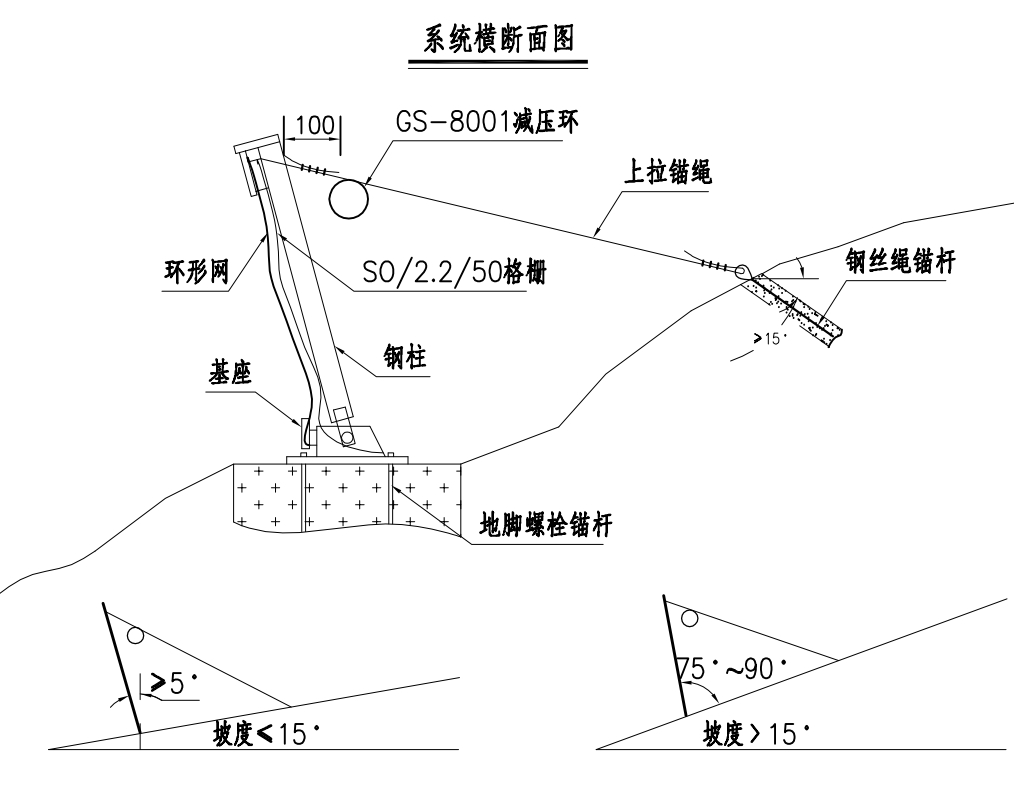 系统横断面图
100
GS-8001减压环
上拉锚绳
环形网
SO/2.2/50格栅
钢丝绳锚杆
≥15°
钢柱
基座
地脚螺栓锚杆
≥5°
坡度≤15°
75°~90°
坡度>15°